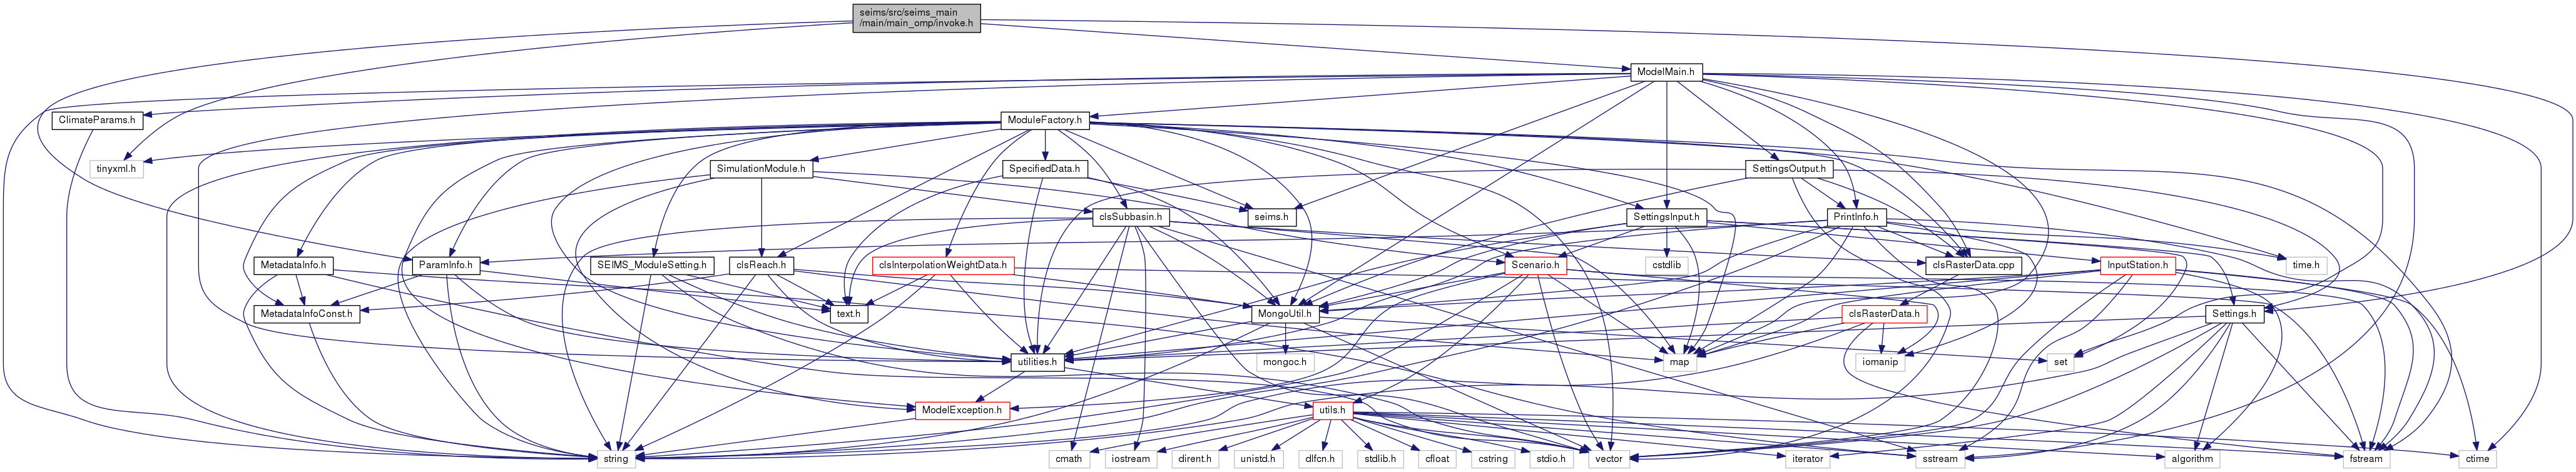 seims/src/seims_main
/main/main_omp/invoke.h
ModelMain.h
ClimateParams.h
ModuleFactory.h
tinyxml.h
SimulationModule.h
SpecifiedData.h
SettingsOutput.h
clsSubbasin.h
seims.h
SettingsInput.h
PrintInfo.h
MetadataInfo.h
ParamInfo.h
SEIMS_ModuleSetting.h
clsReach.h
clsInterpolationWeightData.h
Scenario.h
cstdlib
clsRasterData.cpp
InputStation.h
time.h
MetadataInfoConst.h
text.h
MongoUtil.h
clsRasterData.h
Settings.h
utilities.h
mongoc.h
map
iomanip
set
ModelException.h
utils.h
string
cmath
iostream
dirent.h
unistd.h
dlfcn.h
stdlib.h
cfloat
cstring
stdio.h
vector
iterator
sstream
algorithm
fstream
ctime